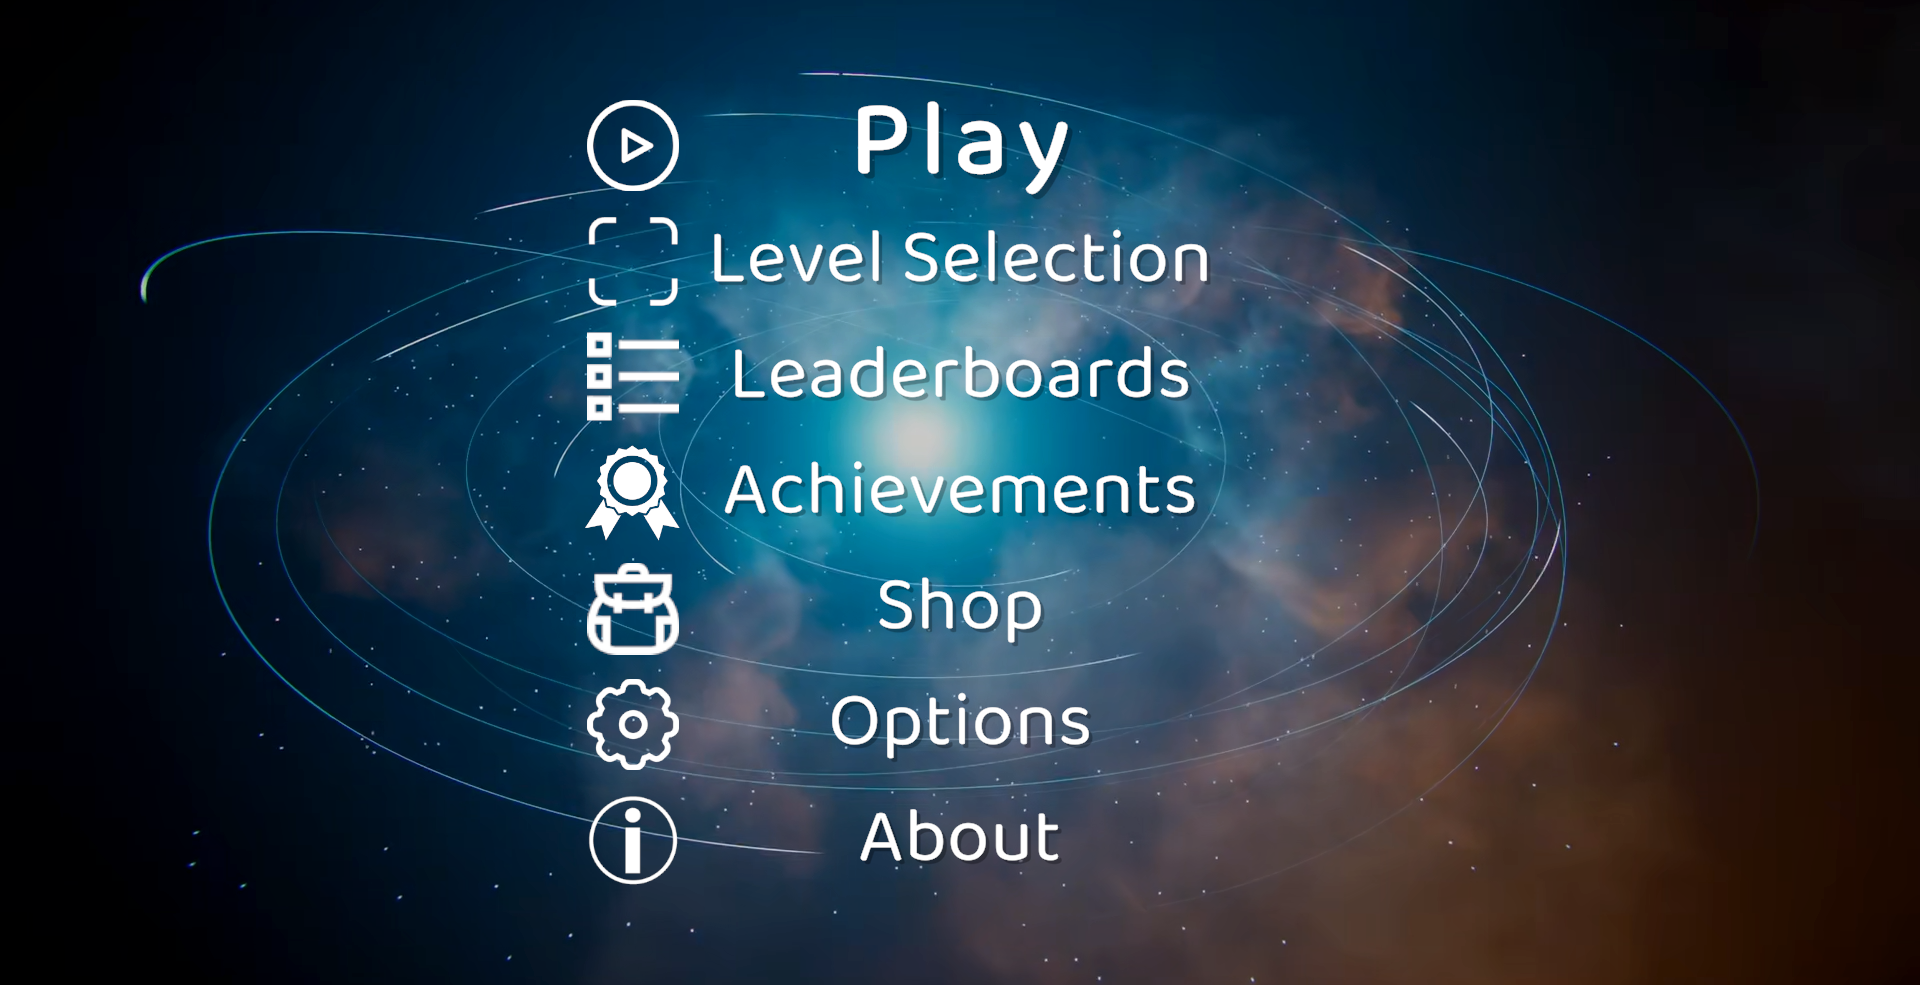 Play
Level Selection
Leaderboards
Achievements
Shop
Options
About